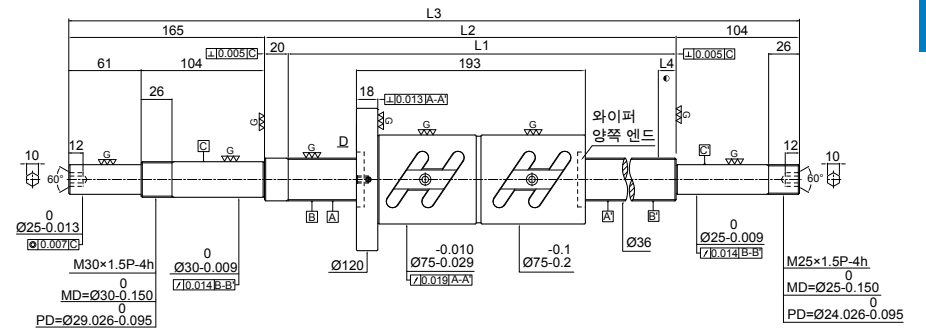 L3
165
L2
104
⊥ 0.005 C
20
L1
⊥ 0.005 C
26
61
104
193
L4
26
18
⊥ 0.013 A-A'
G
와이퍼
양쪽 엔드
G
G
G
G
12
G
C
G
G
D
C'
G
12
10
10
60°
60°
B
A
A'
B'
0
Ø25-0.013
◎ 0.007 C
0
Ø30-0.009
↗ 0.014 B-B'
Ø120
-0.010
Ø75-0.029
↗ 0.019 A-A'
-0.1
Ø75-0.2
Ø36
0
Ø25-0.009
↗ 0.014 B-B'
M30×1.5P-4h
0
MD=Ø30-0.150
0
PD=Ø29.026-0.095
M25×1.5P-4h
0
MD=Ø25-0.150
0
PD=Ø24.026-0.095